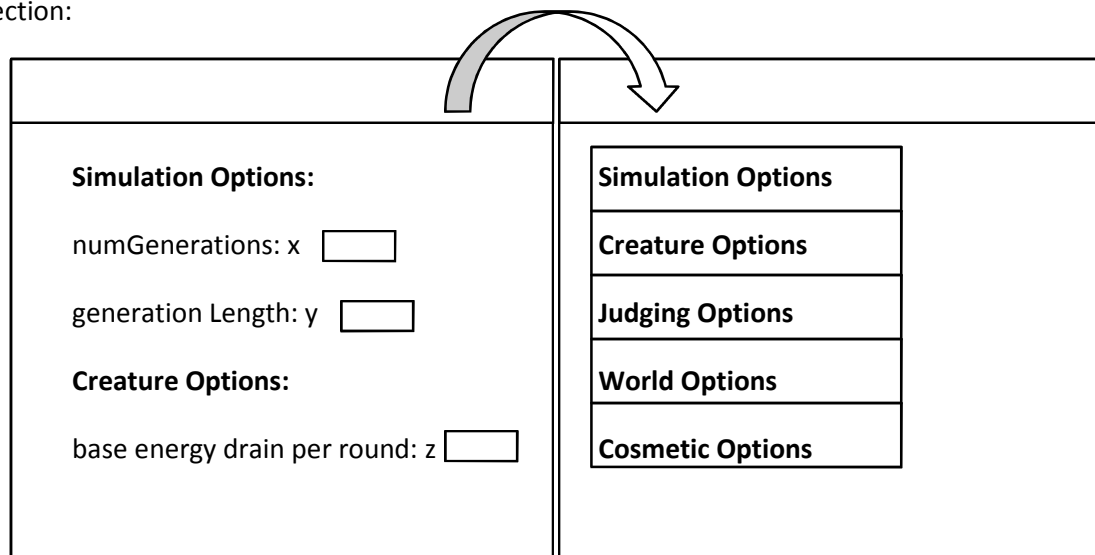 ection:
Simulation Options:
numGenerations: x
generation Length: y
Creature Options:
base energy drain per round: z
Simulation Options
Creature Options
Judging Options
World Options
Cosmetic Options